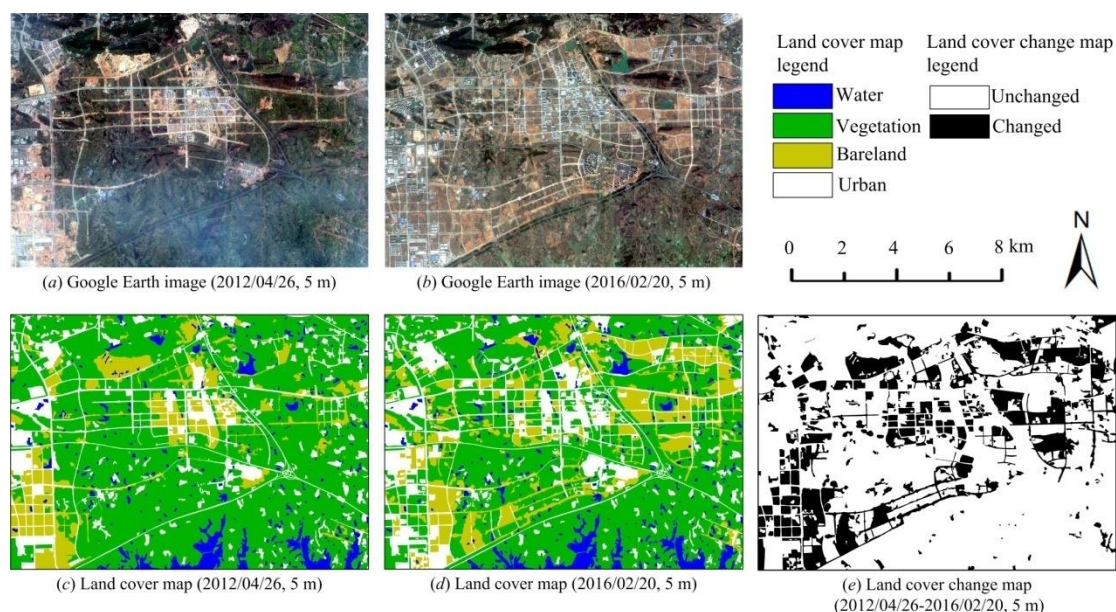 Land cover map legend
Land cover change map legend
Water
Vegetation
Bareland
Urban
Unchanged
Changed
N
0 2 4 6 8 km
(a) Google Earth image (2012/04/26, 5 m)
(b) Google Earth image (2016/02/20, 5 m)
(c) Land cover map (2012/04/26, 5 m)
(d) Land cover map (2016/02/20, 5 m)
(e) Land cover change map
(2012/04/26-2016/02/20, 5 m)